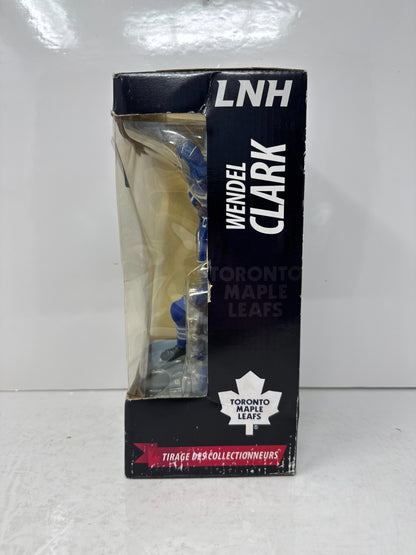 LNH
WENDEL
CLARK
TORONTO
MAPLE
LEAFS
TORONTO
MAPLE
LEAFS
®
TIRAGE DES COLLECTIONNEURS